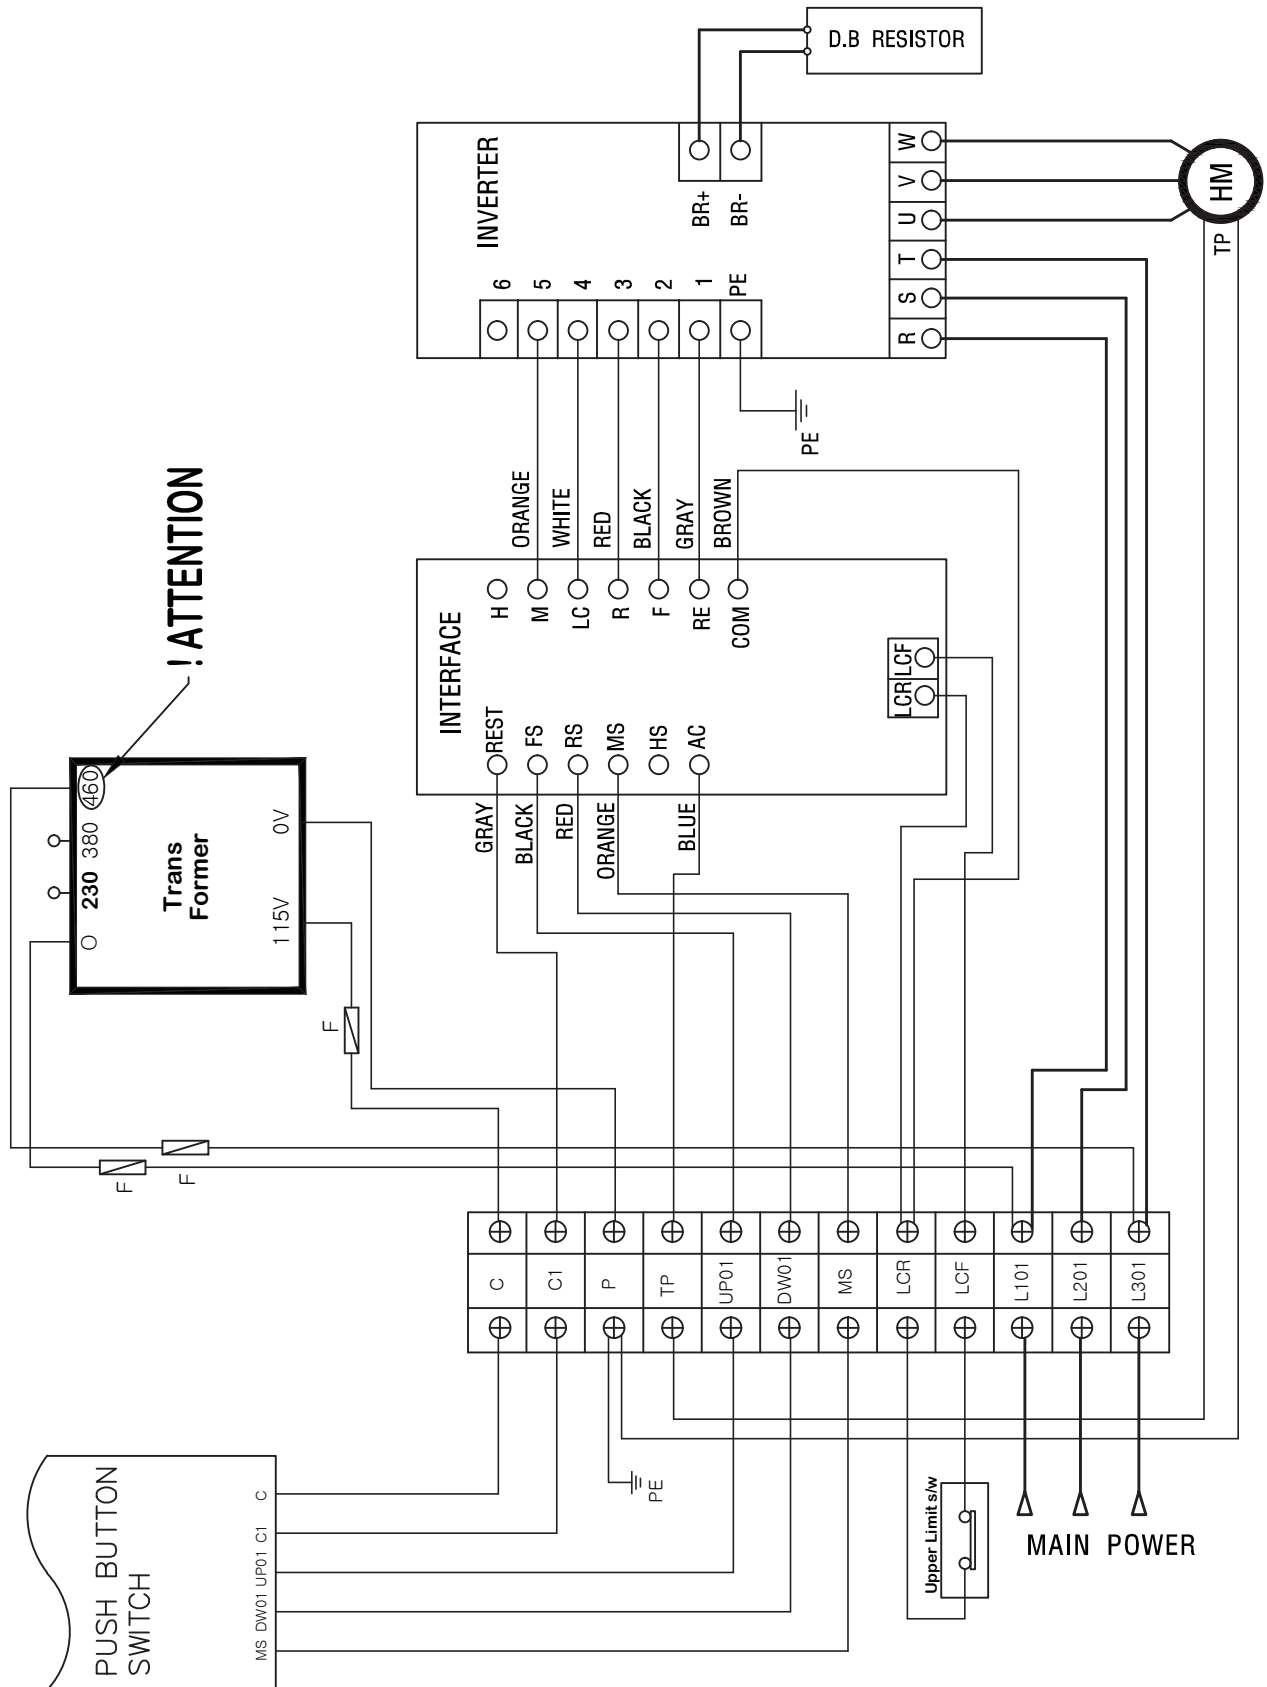 D.B RESISTOR
INVERTER
BR+
BR-
W
V
U
T
S
R
HM
TP
6
5
4
3
2
1
PE
PE
! ATTENTION
ORANGE
WHITE
RED
BLACK
GRAY
BROWN
INTERFACE
H
M
LC
R
F
RE
COM
LCR
LCF
REST
FS
RS
MS
HS
AC
GRAY
BLACK
RED
ORANGE
BLUE
O
230
380
460
Trans
Former
115V
0V
F
F
F
C
C1
P
TP
UP01
DW01
MS
LCR
LCF
L101
L201
L301
PE
Upper Limit s/w
MAIN POWER
PUSH BUTTON
SWITCH
MS
DW01
UP01
C1
C